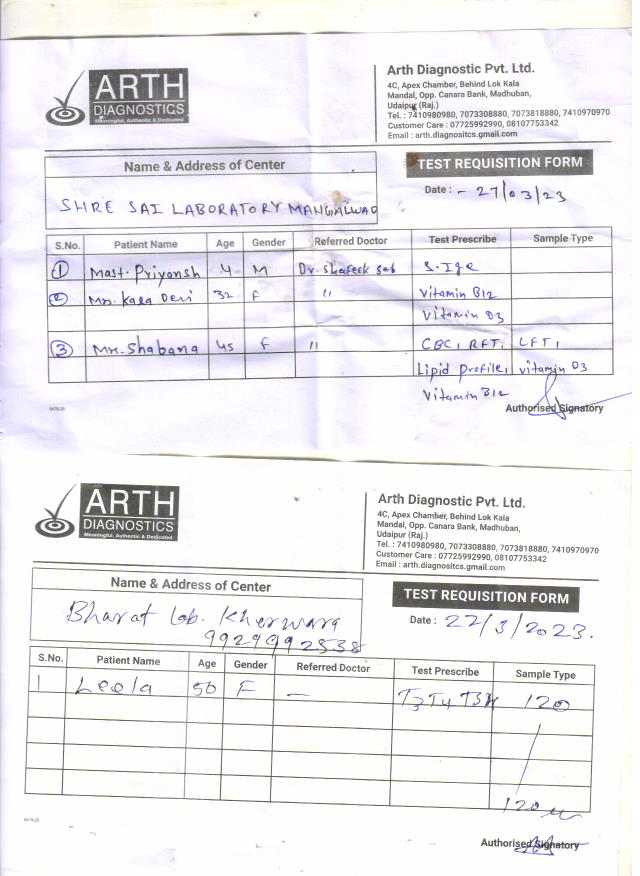 ARTH
DIAGNOSTICS
Meaningful, Authentic & Dedicated
Arth Diagnostic Pvt. Ltd.
4C, Apex Chamber, Behind Lok Kala
Mandal, Opp. Canara Bank, Madhuban,
Udaipur (Raj.)
Tel. : 7410980980, 7073308880, 7073818880, 7410970970
Customer Care : 07725992990, 08107753342
Email : arth.diagnositcs.gmail.com
Name & Address of Center
TEST REQUISITION FORM
Date : - 27/03/23
SHRE SAI LABORATORY MANGALWAD
S.No. Patient Name Age Gender Referred Doctor Test Prescribe Sample Type
1 Mast. Priyansh 4 M Dr. Shafeek sab S. Ige
2 Mrs. Kala Devi 32 F " Vitamin B12
Vitamin D3
3 Mrs. Shabana 45 F " CBC, RFT, LFT,
Lipid Profile, vitamin D3
Vitamin B12
Authorised Signatory
8478-25
ARTH
DIAGNOSTICS
Meaningful, Authentic & Dedicated
Arth Diagnostic Pvt. Ltd.
4C, Apex Chamber, Behind Lok Kala
Mandal, Opp. Canara Bank, Madhuban,
Udaipur (Raj.)
Tel. : 7410980980, 7073308880, 7073818880, 7410970970
Customer Care : 07725992990, 08107753342
Email : arth.diagnositcs.gmail.com
Name & Address of Center
TEST REQUISITION FORM
Date : 22/3/2023.
Bharat Lab. Kherwara
9929992538
S.No. Patient Name Age Gender Referred Doctor Test Prescribe Sample Type
1 Leela 50 F — T3 T4 TSH 120
120
8478-25
Authorised Signatory